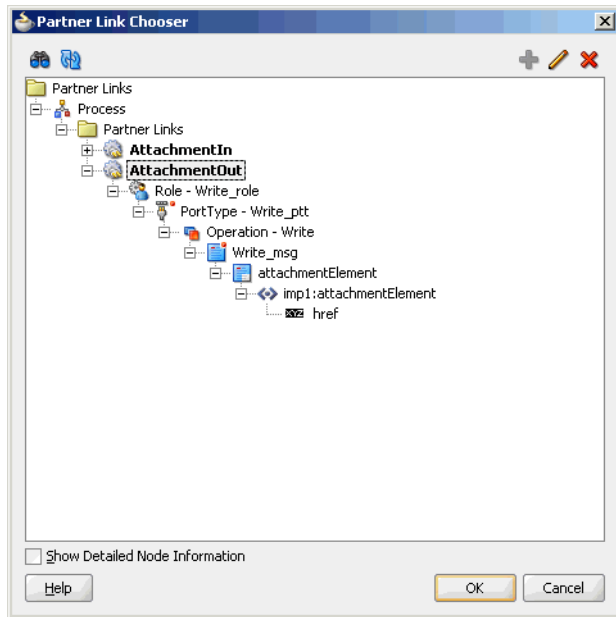 Partner Link Chooser
Partner Links
Process
Partner Links
AttachmentIn
AttachmentOut
Role - Write_role
PortType - Write_ptt
Operation - Write
Write_msg
attachmentElement
imp1:attachmentElement
XYZ href
Show Detailed Node Information
Help OK Cancel